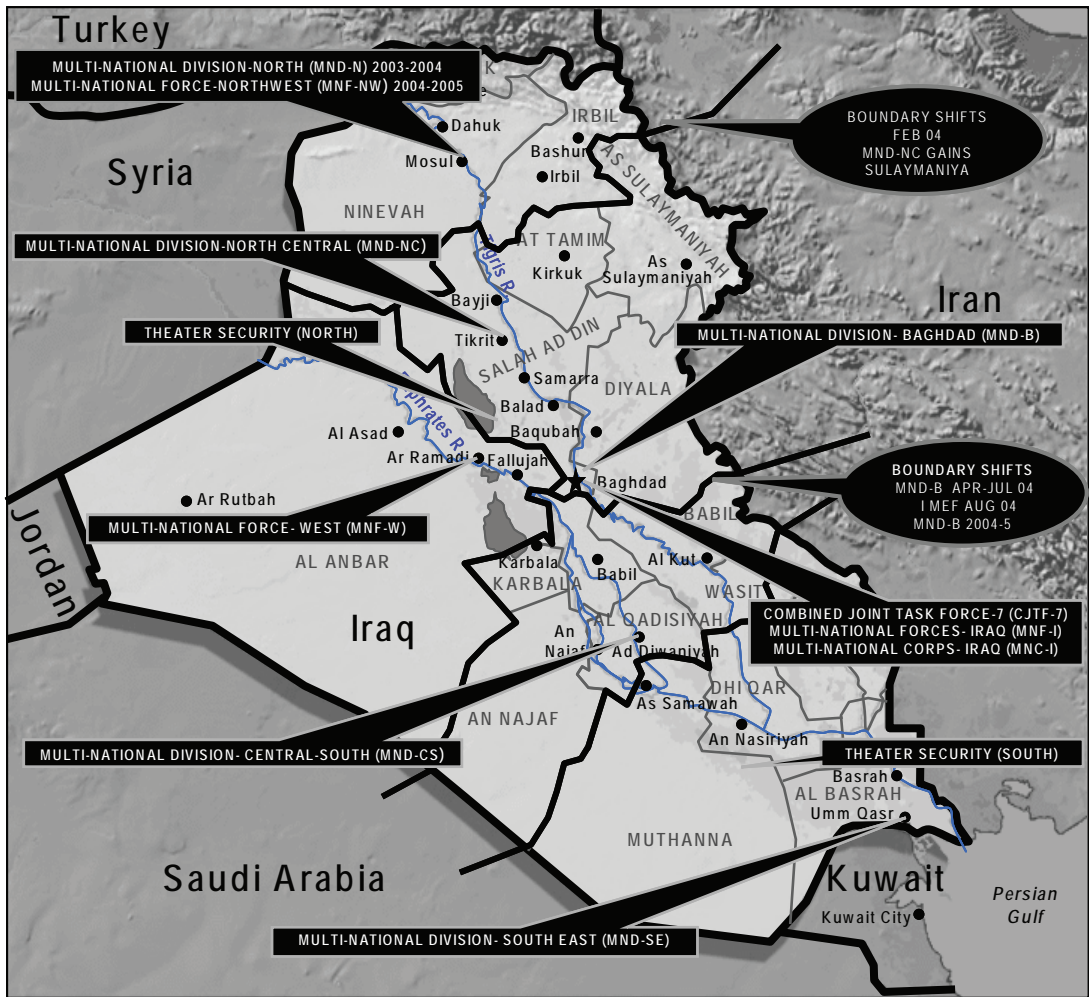 Turkey
MULTI-NATIONAL DIVISION-NORTH (MND-N) 2003-2004
MULTI-NATIONAL FORCE-NORTHWEST (MNF-NW) 2004-2005
K
e
Dahuk
IRBIL
BOUNDARY SHIFTS
FEB 04
MND-NC GAINS
SULAYMANIYA
Mosul
Bashur
Irbil
AS SULAYMANIYAH
Syria
NINEVAH
MULTI-NATIONAL DIVISION-NORTH CENTRAL (MND-NC)
AT TAMIM
Kirkuk
As
Sulaymaniyah
Tigris R.
Bayji
Iran
THEATER SECURITY (NORTH)
MULTI-NATIONAL DIVISION- BAGHDAD (MND-B)
Tikrit
SALAH AD DIN
Samarra
DIYALA
Balad
Euphrates R.
Al Asad
Baqubah
Ar Ramadi
Fallujah
Baghdad
BOUNDARY SHIFTS
MND-B APR-JUL 04
I MEF AUG 04
MND-B 2004-5
Ar Rutbah
Jordan
MULTI-NATIONAL FORCE- WEST (MNF-W)
BABIL
AL ANBAR
Karbala
KARBALA
Babil
Al Kut
WASIT
Iraq
AL QADISIYAH
An
Najaf
Ad Diwaniyah
COMBINED JOINT TASK FORCE-7 (CJTF-7)
MULTI-NATIONAL FORCES- IRAQ (MNF-I)
MULTI-NATIONAL CORPS- IRAQ (MNC-I)
DHI QAR
As Samawah
AN NAJAF
An Nasiriyah
MULTI-NATIONAL DIVISION- CENTRAL-SOUTH (MND-CS)
THEATER SECURITY (SOUTH)
Basrah
AL BASRAH
Umm Qasr
MUTHANNA
Saudi Arabia
Kuwait
Kuwait City
Persian
Gulf
MULTI-NATIONAL DIVISION- SOUTH EAST (MND-SE)